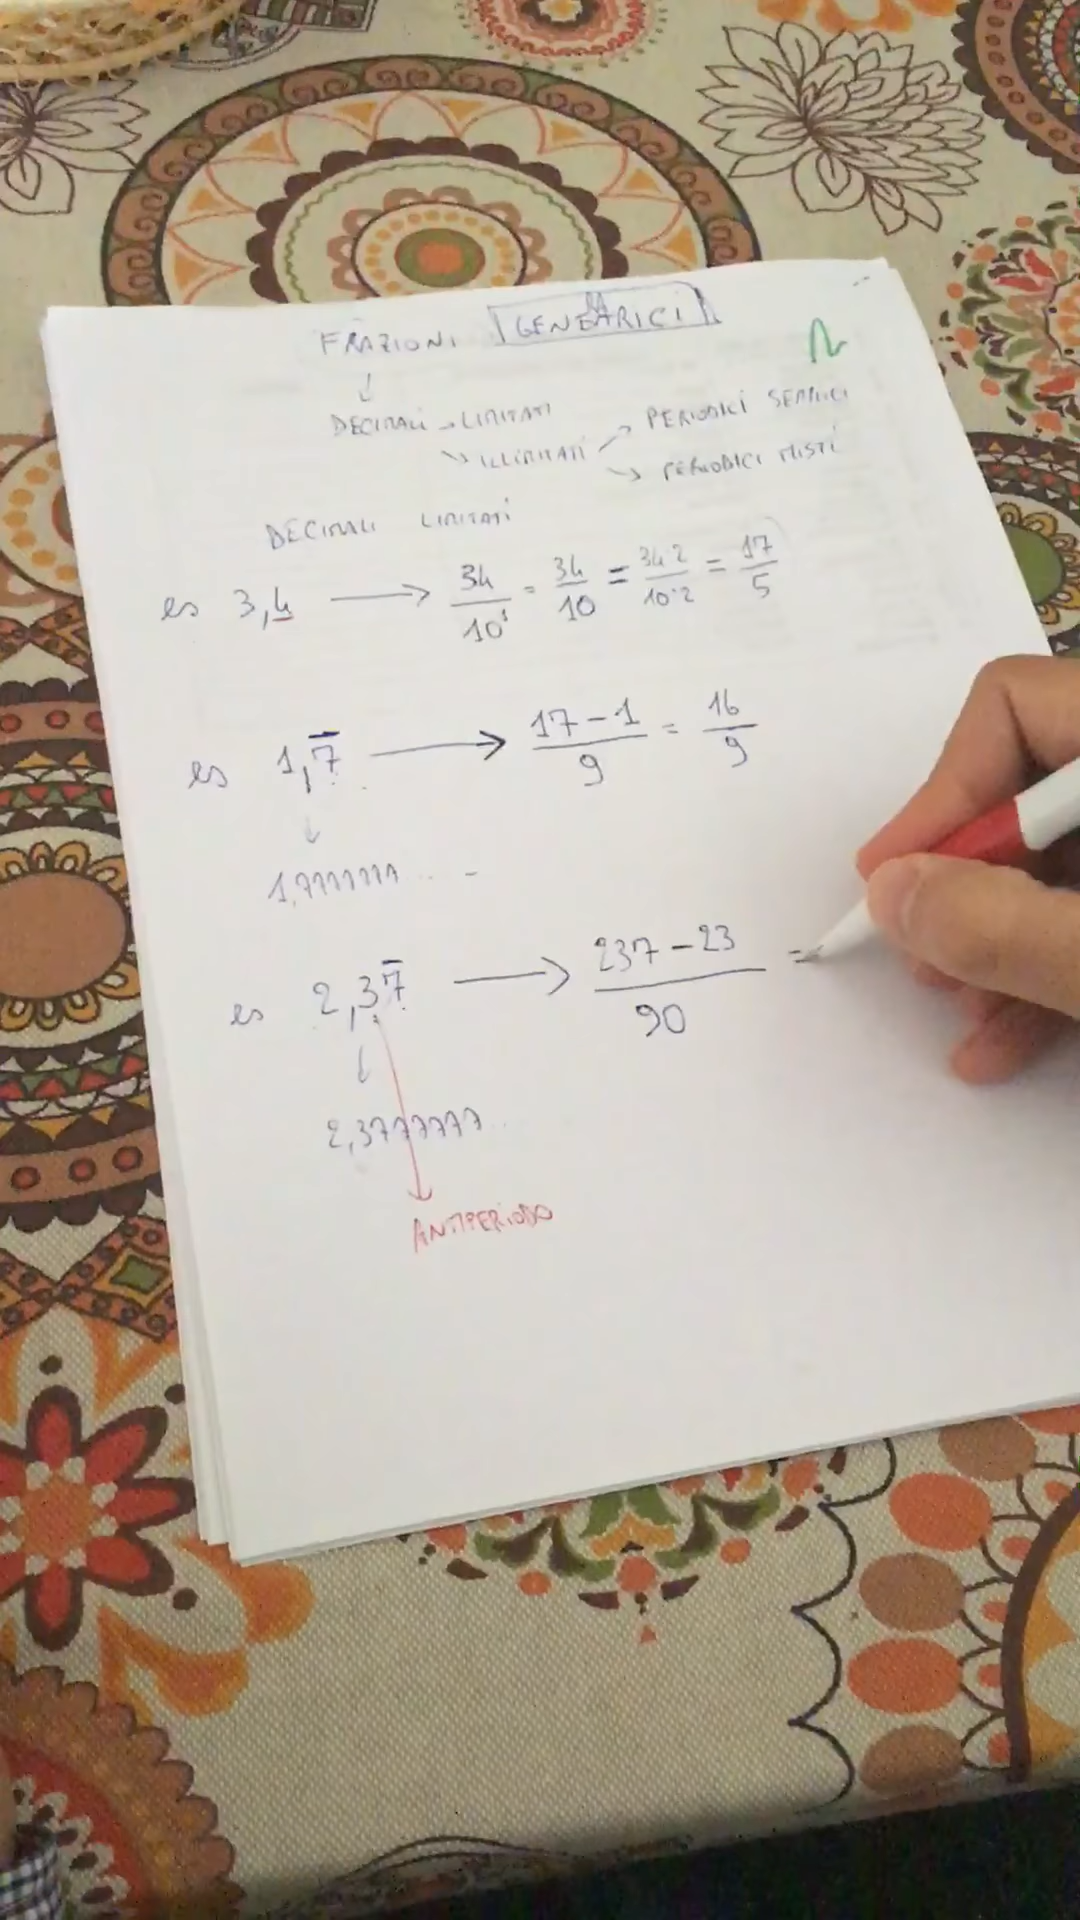 FRAZIONI GENERATRICI
↓
DECIMALI → LIMITATI
↘ ILLIMITATI ↗ PERIODICI SEMPLICI
↘ PERIODICI MISTI
DECIMALI LIMITATI
es 3,4 → 34/10¹ = 34/10 = 34:2/10:2 = 17/5
es 1,7̅ → 17-1/9 = 16/9
↓
1,7777777....
es 2,37̅ → 237-23/90 =
↓
2,3777777..
ANTIPERIODO